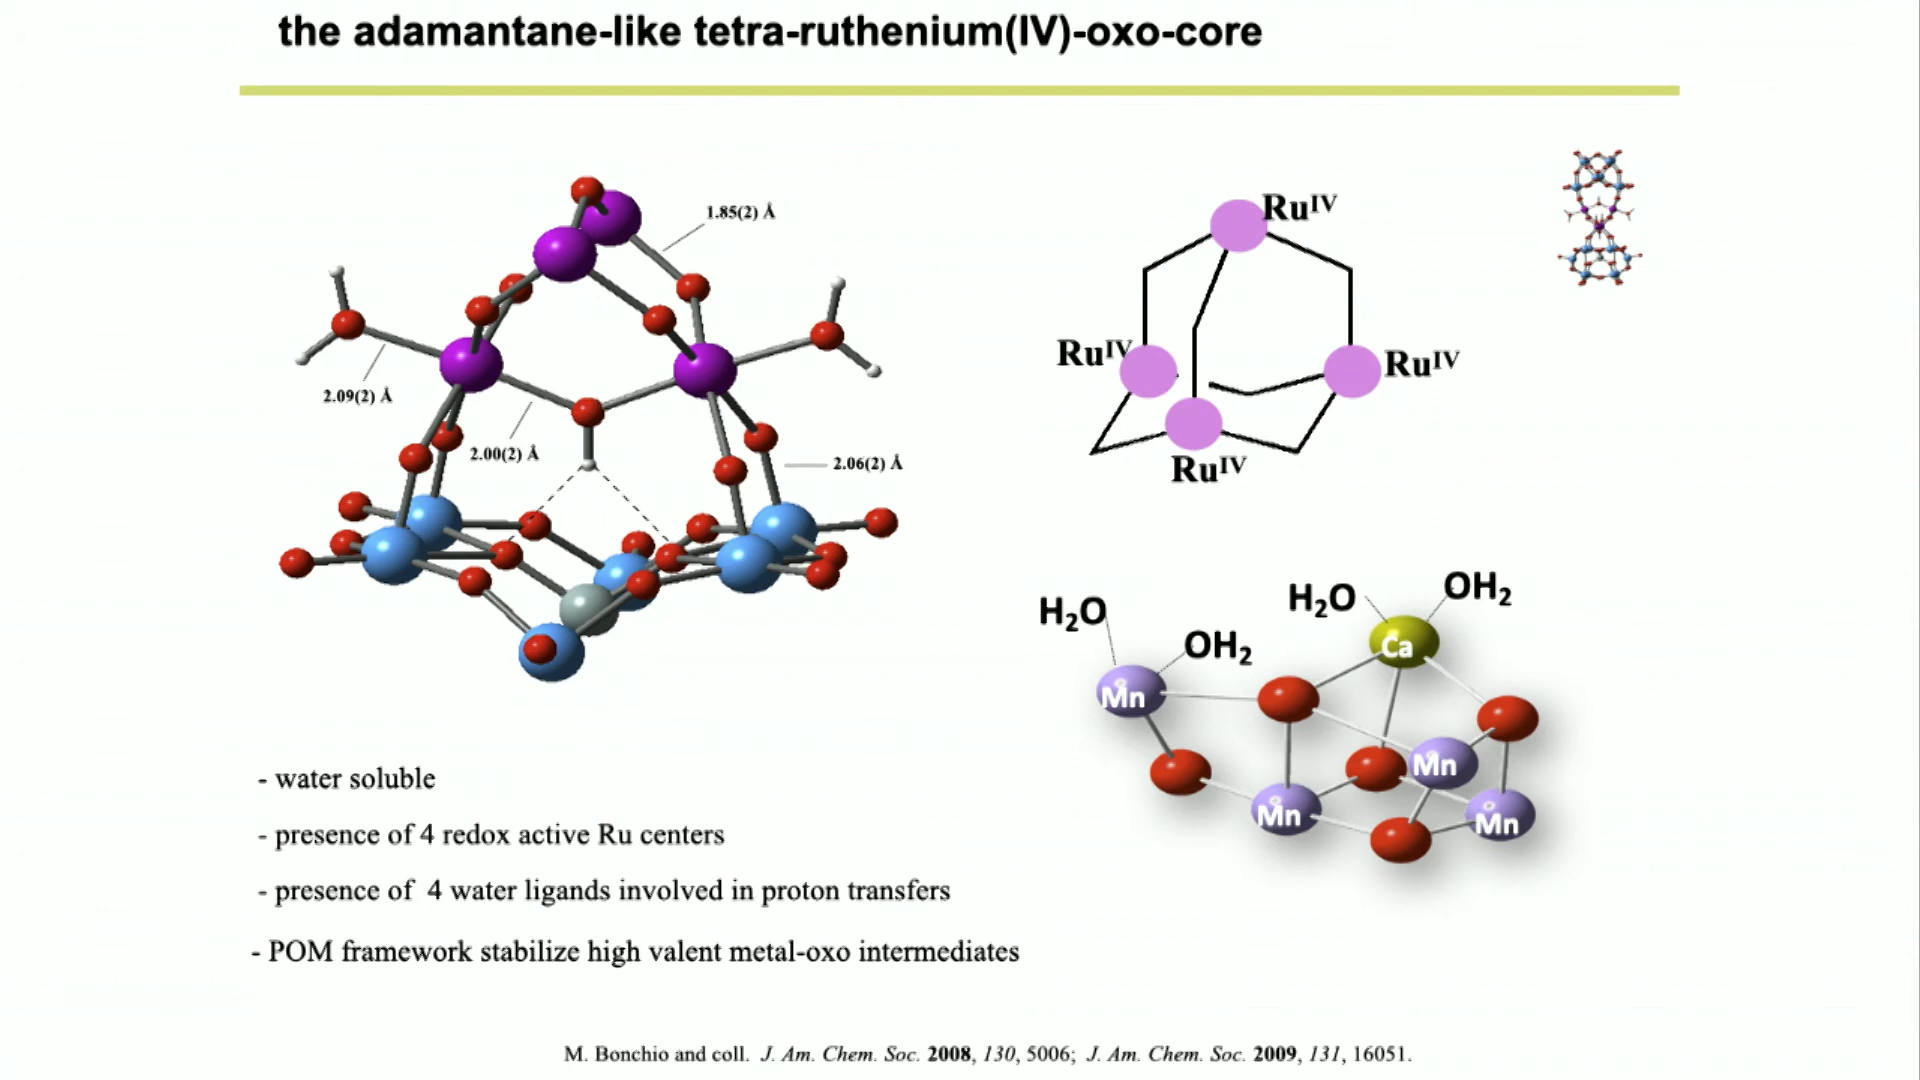 the adamantane-like tetra-ruthenium(IV)-oxo-core
1.85(2) Å
2.09(2) Å
2.00(2) Å
2.06(2) Å
RuIV
RuIV
RuIV
RuIV
H2O
OH2
H2O
OH2
Ca
Mn
Mn
Mn
Mn
- water soluble
- presence of 4 redox active Ru centers
- presence of  4 water ligands involved in proton transfers
- POM framework stabilize high valent metal-oxo intermediates
M. Bonchio and coll.  J. Am. Chem. Soc. 2008, 130, 5006;  J. Am. Chem. Soc. 2009, 131, 16051.